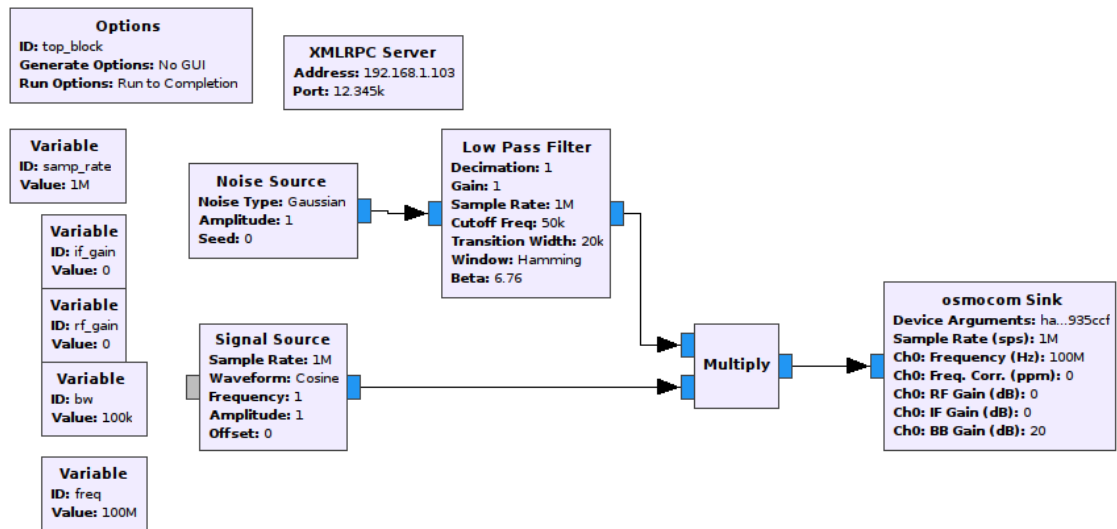 Options
ID: top_block
Generate Options: No GUI
Run Options: Run to Completion
XMLRPC Server
Address: 192.168.1.103
Port: 12.345k
Variable
ID: samp_rate
Value: 1M
Noise Source
Noise Type: Gaussian
Amplitude: 1
Seed: 0
Low Pass Filter
Decimation: 1
Gain: 1
Sample Rate: 1M
Cutoff Freq: 50k
Transition Width: 20k
Window: Hamming
Beta: 6.76
Variable
ID: if_gain
Value: 0
Variable
ID: rf_gain
Value: 0
Variable
ID: bw
Value: 100k
Signal Source
Sample Rate: 1M
Waveform: Cosine
Frequency: 1
Amplitude: 1
Offset: 0
Multiply
osmocom Sink
Device Arguments: ha...935ccf
Sample Rate (sps): 1M
Ch0: Frequency (Hz): 100M
Ch0: Freq. Corr. (ppm): 0
Ch0: RF Gain (dB): 0
Ch0: IF Gain (dB): 0
Ch0: BB Gain (dB): 20
Variable
ID: freq
Value: 100M